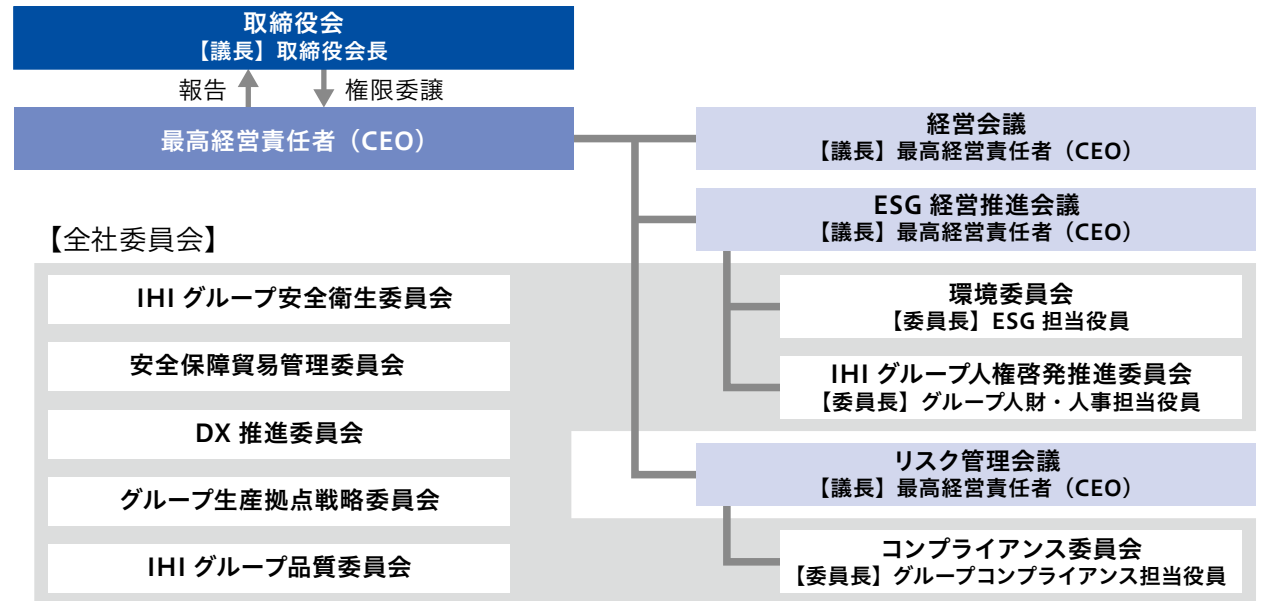 取締役会
【議長】取締役会長
報告
権限委譲
最高経営責任者（CEO）
経営会議
【議長】最高経営責任者（CEO）
ESG 経営推進会議
【議長】最高経営責任者（CEO）
【全社委員会】
IHI グループ安全衛生委員会
安全保障貿易管理委員会
DX 推進委員会
グループ生産拠点戦略委員会
IHI グループ品質委員会
環境委員会
【委員長】ESG 担当役員
IHI グループ人権啓発推進委員会
【委員長】グループ人財・人事担当役員
リスク管理会議
【議長】最高経営責任者（CEO）
コンプライアンス委員会
【委員長】グループコンプライアンス担当役員